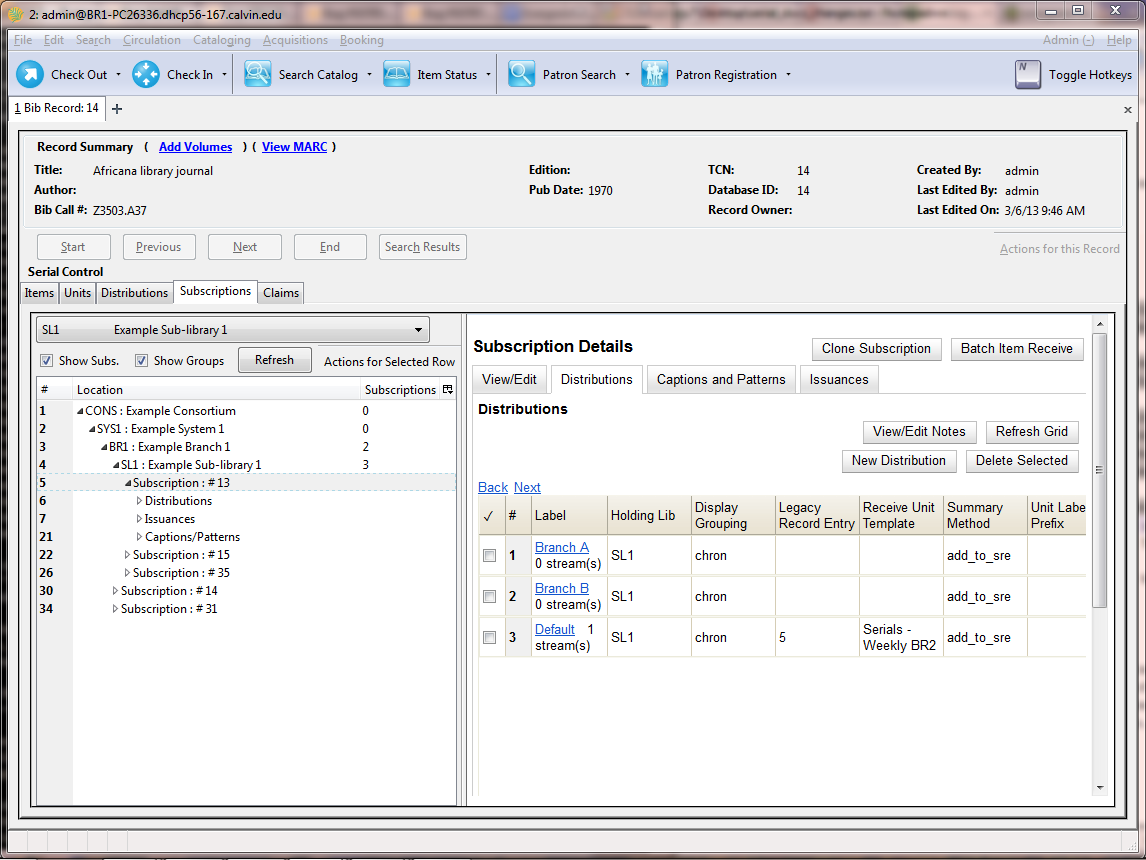 2: admin@BR1-PC26336.dhcp56-167.calvin.edu
File Edit Search Circulation Cataloging Acquisitions Booking Admin (-) Help
Check Out Check In Search Catalog Item Status Patron Search Patron Registration N Toggle Hotkeys
1 Bib Record: 14 +
Record Summary ( Add Volumes ) ( View MARC )
Title: Africana library journal Edition: TCN: 14 Created By: admin
Author: Pub Date: 1970 Database ID: 14 Last Edited By: admin
Bib Call #: Z3503.A37 Record Owner: Last Edited On: 3/6/13 9:46 AM
Start Previous Next End Search Results Actions for this Record
Serial Control
Items Units Distributions Subscriptions Claims
SL1 Example Sub-library 1
Show Subs. Show Groups Refresh Actions for Selected Row
# Location Subscriptions
1 CONS : Example Consortium 0
2 SYS1 : Example System 1 0
3 BR1 : Example Branch 1 2
4 SL1 : Example Sub-library 1 3
5 Subscription : # 13
6 Distributions
7 Issuances
21 Captions/Patterns
22 Subscription : # 15
26 Subscription : # 35
30 Subscription : # 14
34 Subscription : # 31
Subscription Details Clone Subscription Batch Item Receive
View/Edit Distributions Captions and Patterns Issuances
Distributions
View/Edit Notes Refresh Grid
New Distribution Delete Selected
Back Next
✓ # Label Holding Lib Display Grouping Legacy Record Entry Receive Unit Template Summary Method Unit Labe Prefix
1 Branch A 0 stream(s) SL1 chron add_to_sre
2 Branch B 0 stream(s) SL1 chron add_to_sre
3 Default 1 stream(s) SL1 chron 5 Serials - Weekly BR2 add_to_sre